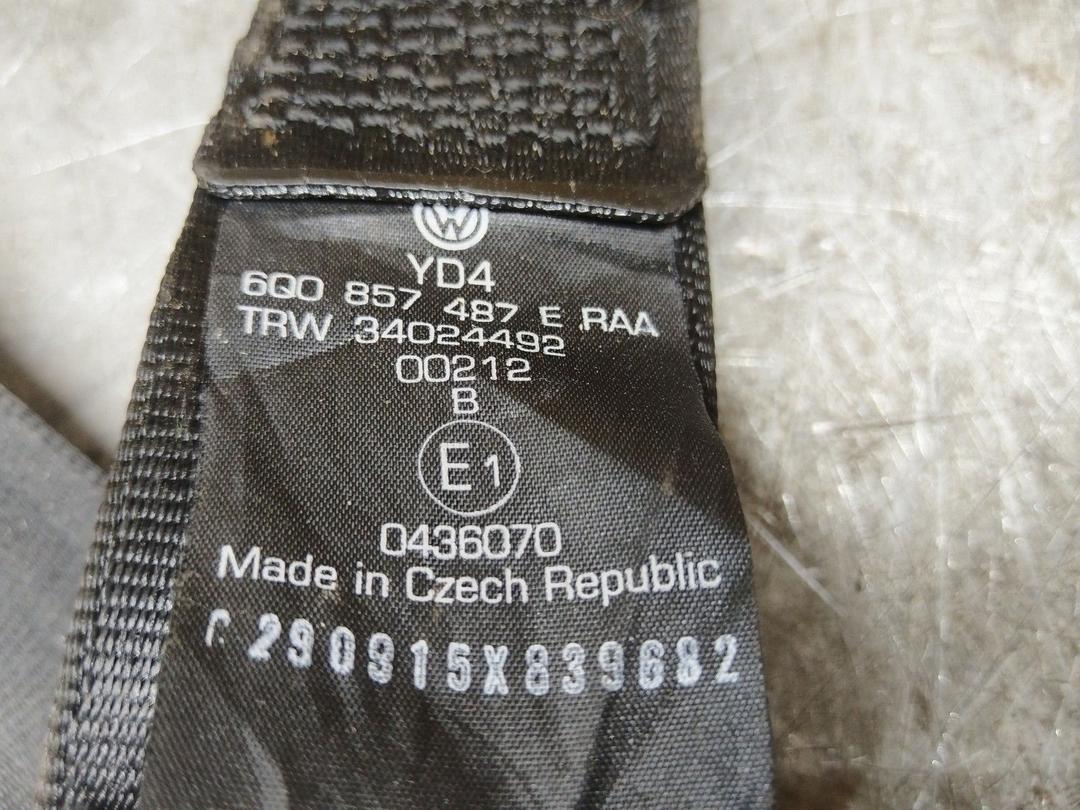 YD4
6Q0 857 487 E RAA
TRW 34024492
00212
B
E1
0436070
Made in Czech Republic
290915X839682